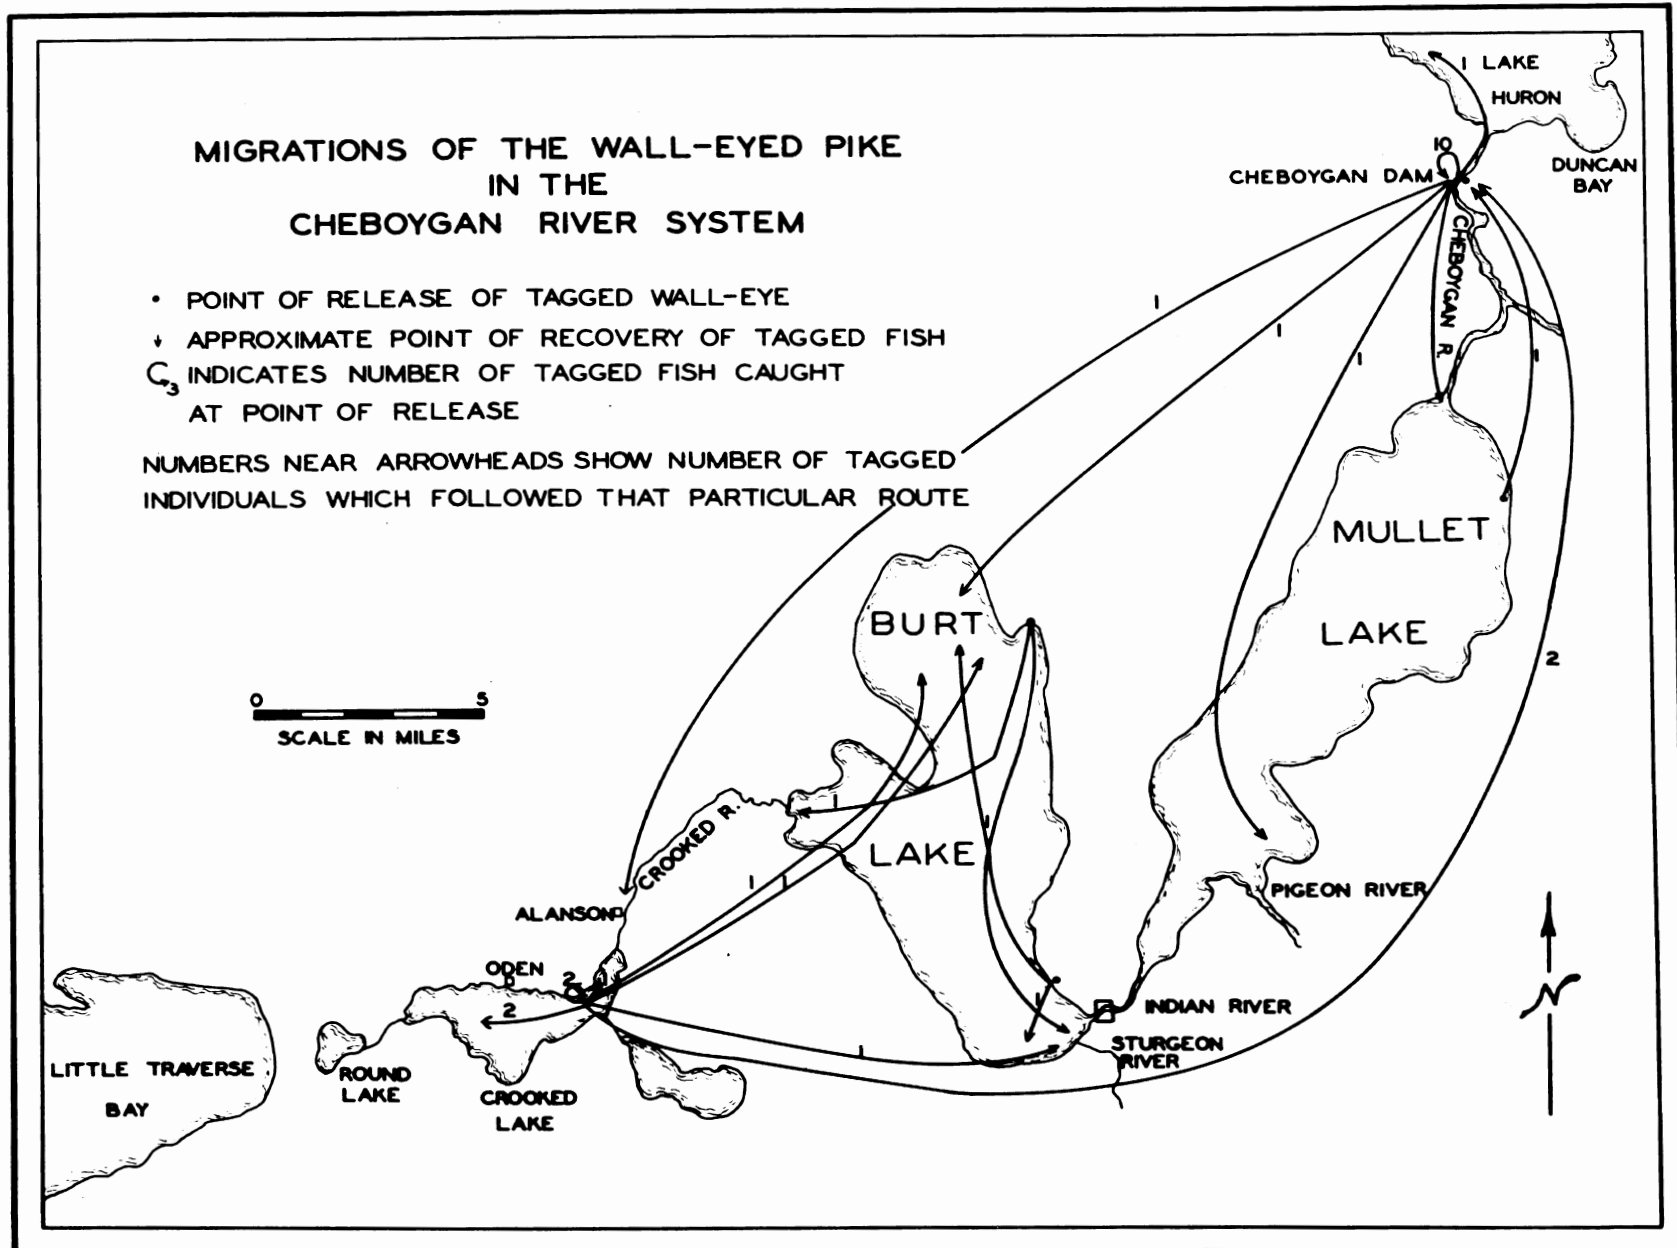 MIGRATIONS OF THE WALL-EYED PIKE
IN THE
CHEBOYGAN RIVER SYSTEM
• POINT OF RELEASE OF TAGGED WALL-EYE
↓ APPROXIMATE POINT OF RECOVERY OF TAGGED FISH
3 INDICATES NUMBER OF TAGGED FISH CAUGHT
AT POINT OF RELEASE
NUMBERS NEAR ARROWHEADS SHOW NUMBER OF TAGGED
INDIVIDUALS WHICH FOLLOWED THAT PARTICULAR ROUTE
0 5
SCALE IN MILES
1 LAKE
HURON
DUNCAN
BAY
10
CHEBOYGAN DAM
CHEBOYGAN R.
1
1
1
1
2
MULLET
LAKE
BURT
LAKE
1
1
1
1
CROOKED R.
ALANSON
ODEN
2
2
1
1
PIGEON RIVER
INDIAN RIVER
STURGEON
RIVER
N
LITTLE TRAVERSE
BAY
ROUND
LAKE
CROOKED
LAKE